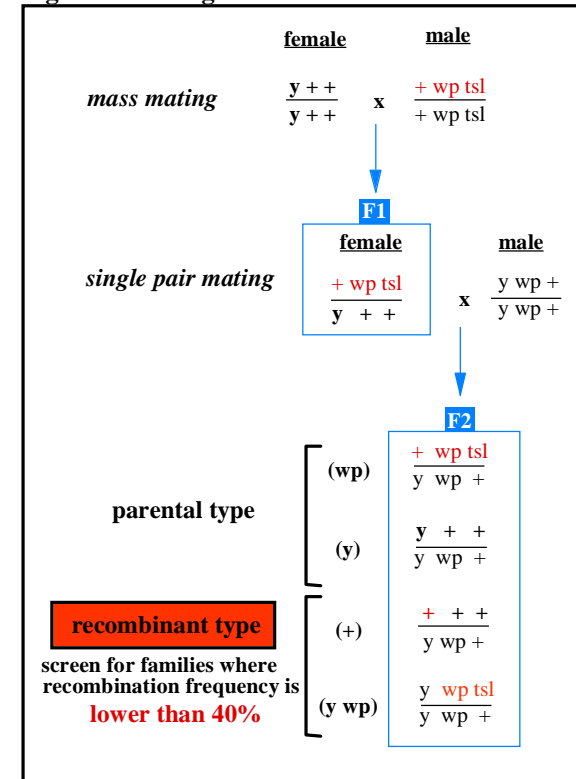 female male
mass mating
y + + + wp tsl
x
y + + + wp tsl
F1
female male
single pair mating
+ wp tsl y wp +
x
y + + y wp +
F2
+ wp tsl
(wp)
y wp +
parental type
y + +
(y)
y wp +
recombinant type
+ + +
(+)
y wp +
screen for families where
recombination frequency is
lower than 40%
y wp tsl
(y wp)
y wp +